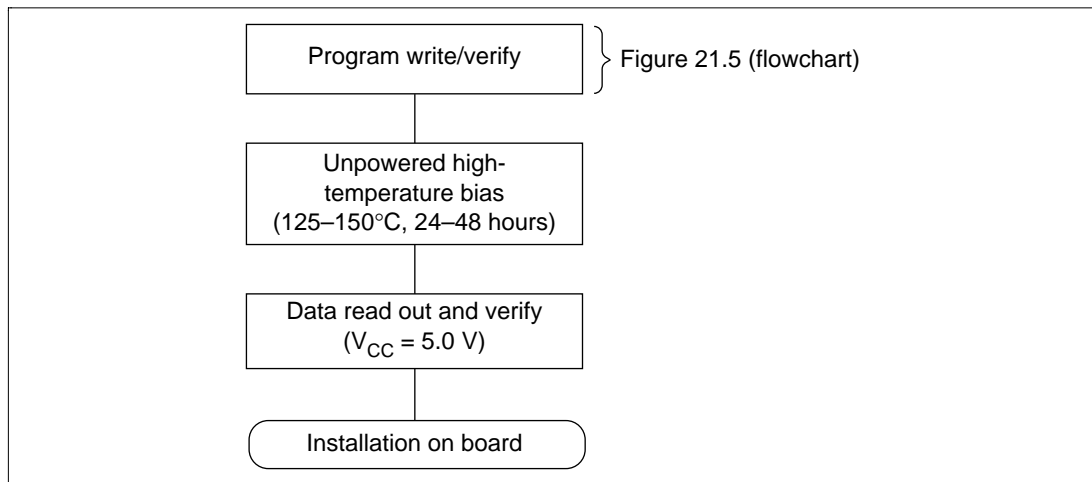 Program write/verify
Figure 21.5 (flowchart)
Unpowered high-
temperature bias
(125–150°C, 24–48 hours)
Data read out and verify
(VCC = 5.0 V)
Installation on board